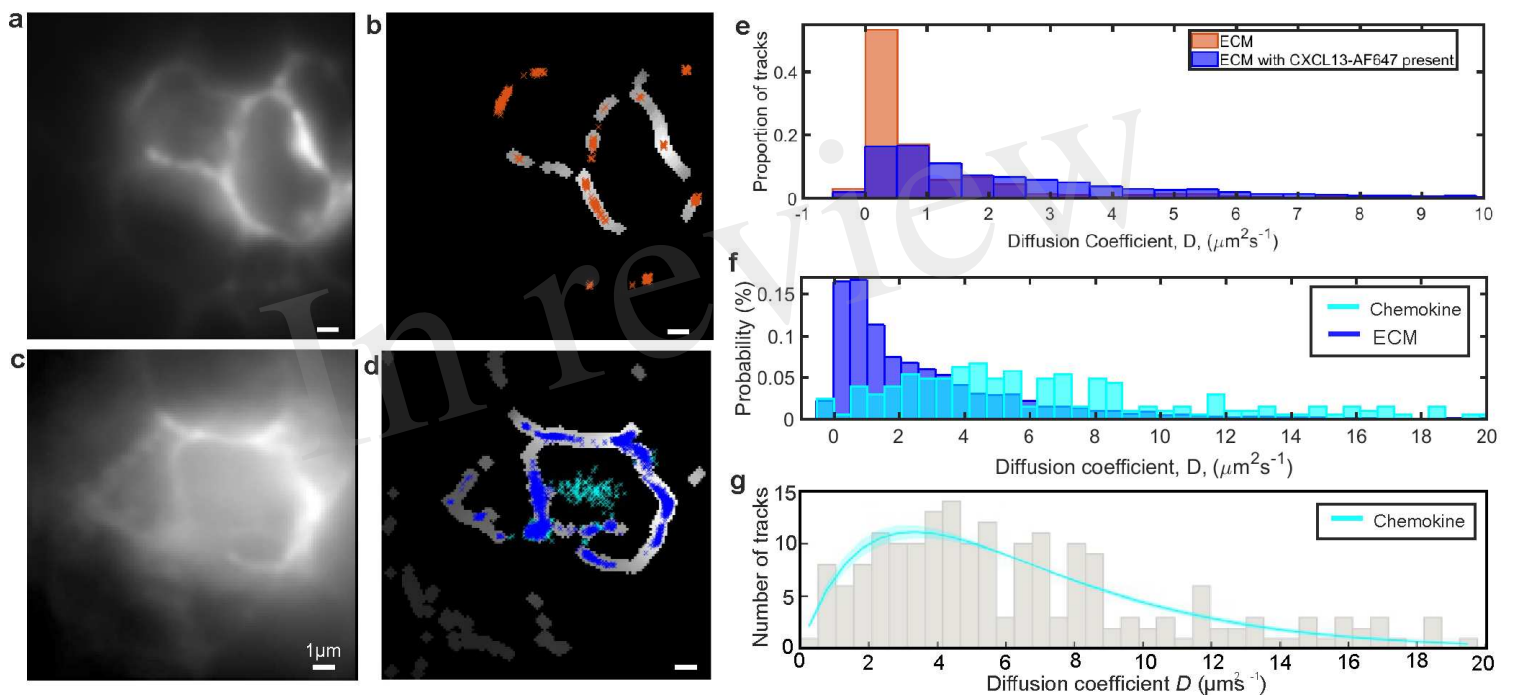 a
b
c
1µm
d
e
0.4
0.2
0
Proportion of tracks
ECM
ECM with CXCL13-AF647 present
-1 0 1 2 3 4 5 6 7 8 9 10
Diffusion Coefficient, D, (µm²s⁻¹)
f
0.15
0.1
0.05
0
Probability (%)
Chemokine
ECM
0 2 4 6 8 10 12 14 16 18 20
Diffusion coefficient, D, (µm²s⁻¹)
g
15
10
5
0
Number of tracks
Chemokine
0 2 4 6 8 10 12 14 16 18 20
Diffusion coefficient D (µm²s⁻¹)
In review